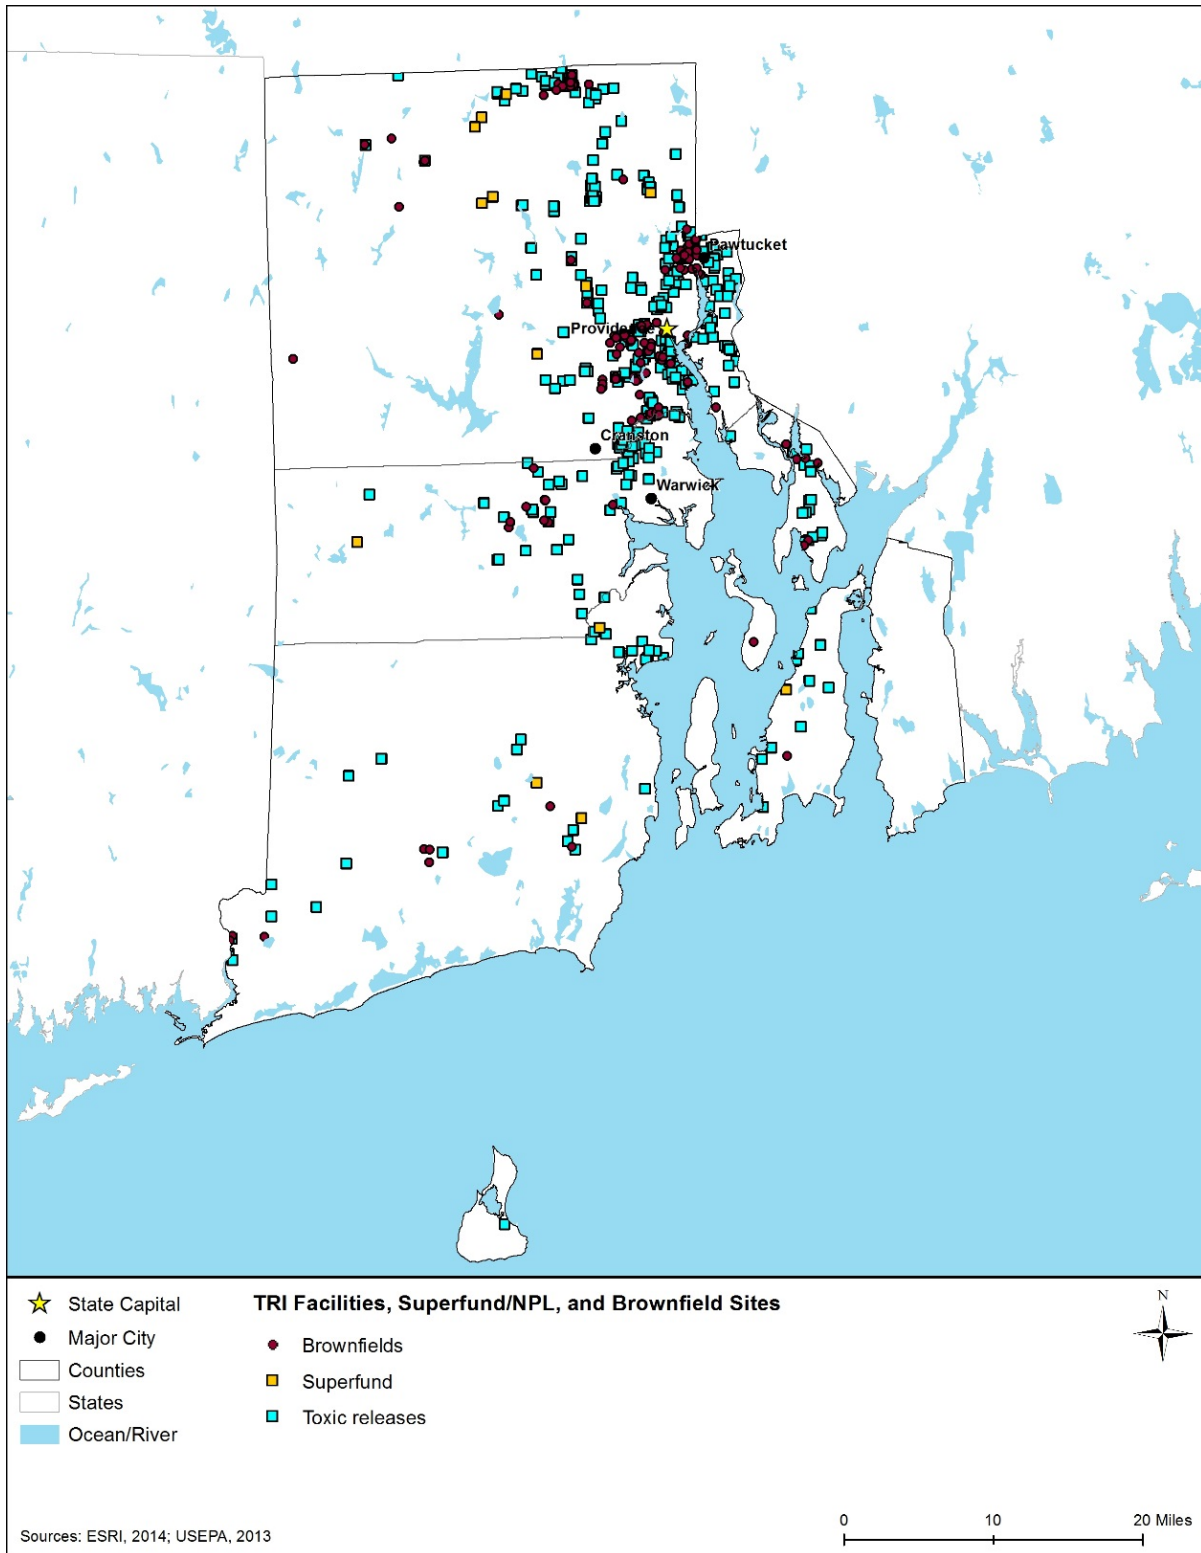 Pawtucket
Providence
Cranston
Warwick
State Capital
Major City
Counties
States
Ocean/River
TRI Facilities, Superfund/NPL, and Brownfield Sites
Brownfields
Superfund
Toxic releases
N
Sources: ESRI, 2014; USEPA, 2013
0 10 20 Miles